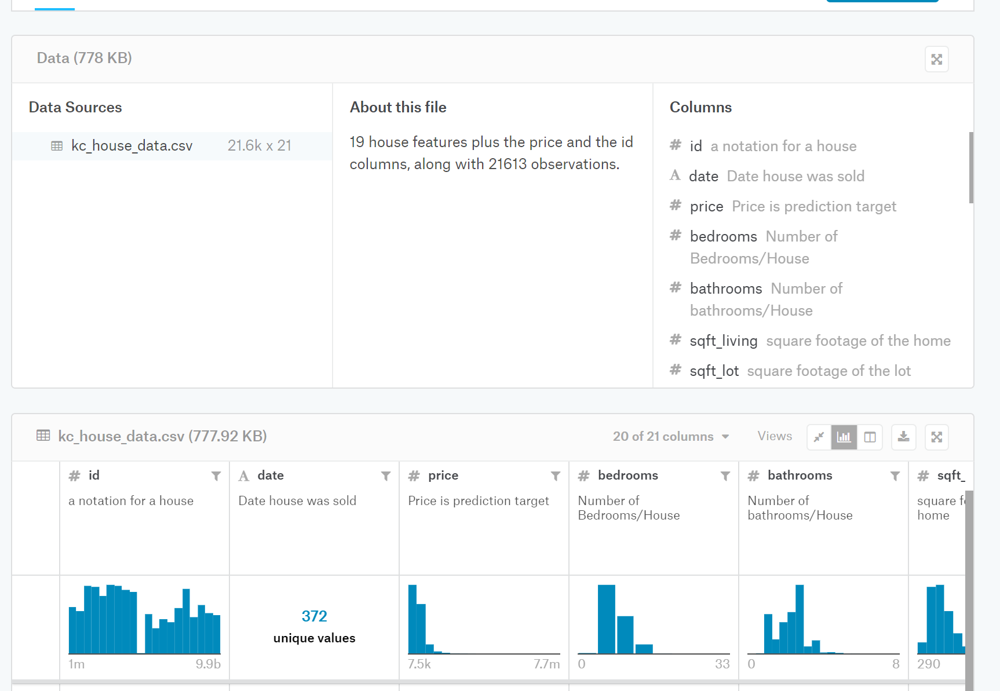 Data (778 KB)
Data Sources
kc_house_data.csv 21.6k x 21
About this file
19 house features plus the price and the id
columns, along with 21613 observations.
Columns
# id a notation for a house
A date Date house was sold
# price Price is prediction target
# bedrooms Number of
Bedrooms/House
# bathrooms Number of
bathrooms/House
# sqft_living square footage of the home
# sqft_lot square footage of the lot
kc_house_data.csv (777.92 KB)
20 of 21 columns
Views
# id
a notation for a house
A date
Date house was sold
# price
Price is prediction target
# bedrooms
Number of
Bedrooms/House
# bathrooms
Number of
bathrooms/House
# sqft_
square f
home
1m 9.9b
372
unique values
7.5k 7.7m
0 33
0 8
290